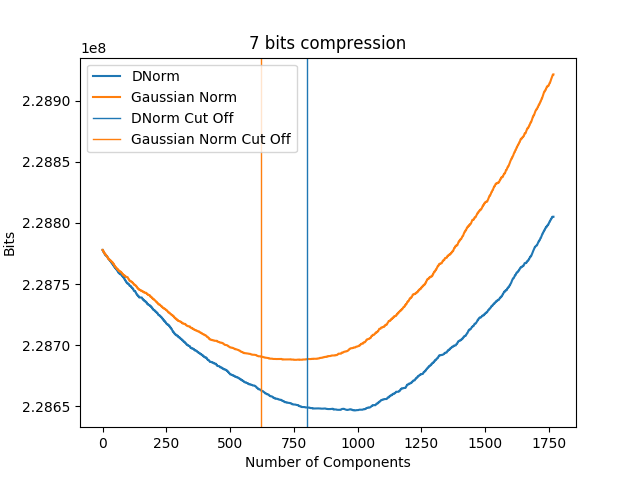 7 bits compression
1e8
DNorm
Gaussian Norm
DNorm Cut Off
Gaussian Norm Cut Off
2.2890
2.2885
2.2880
2.2875
2.2870
2.2865
Bits
0 250 500 750 1000 1250 1500 1750
Number of Components